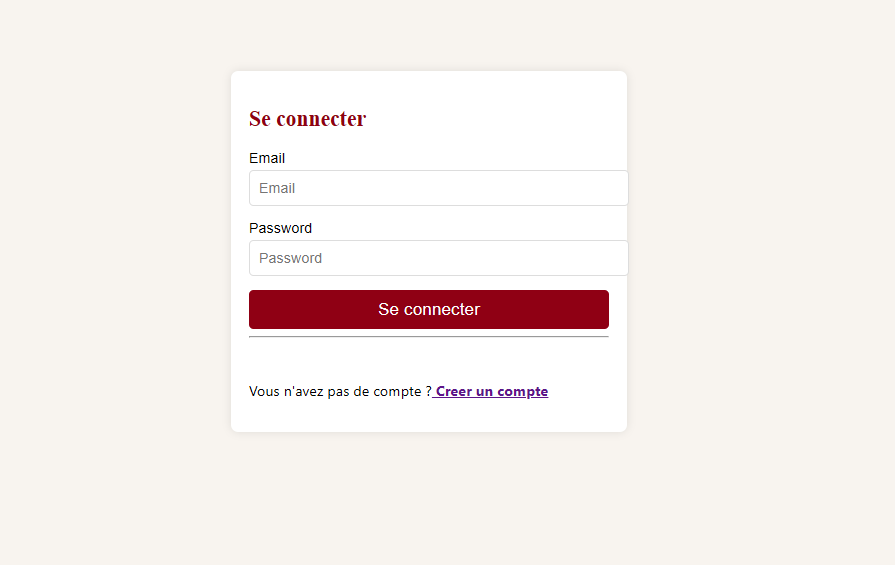 Se connecter
Email
Email
Password
Password
Se connecter
Vous n'avez pas de compte ? Creer un compte